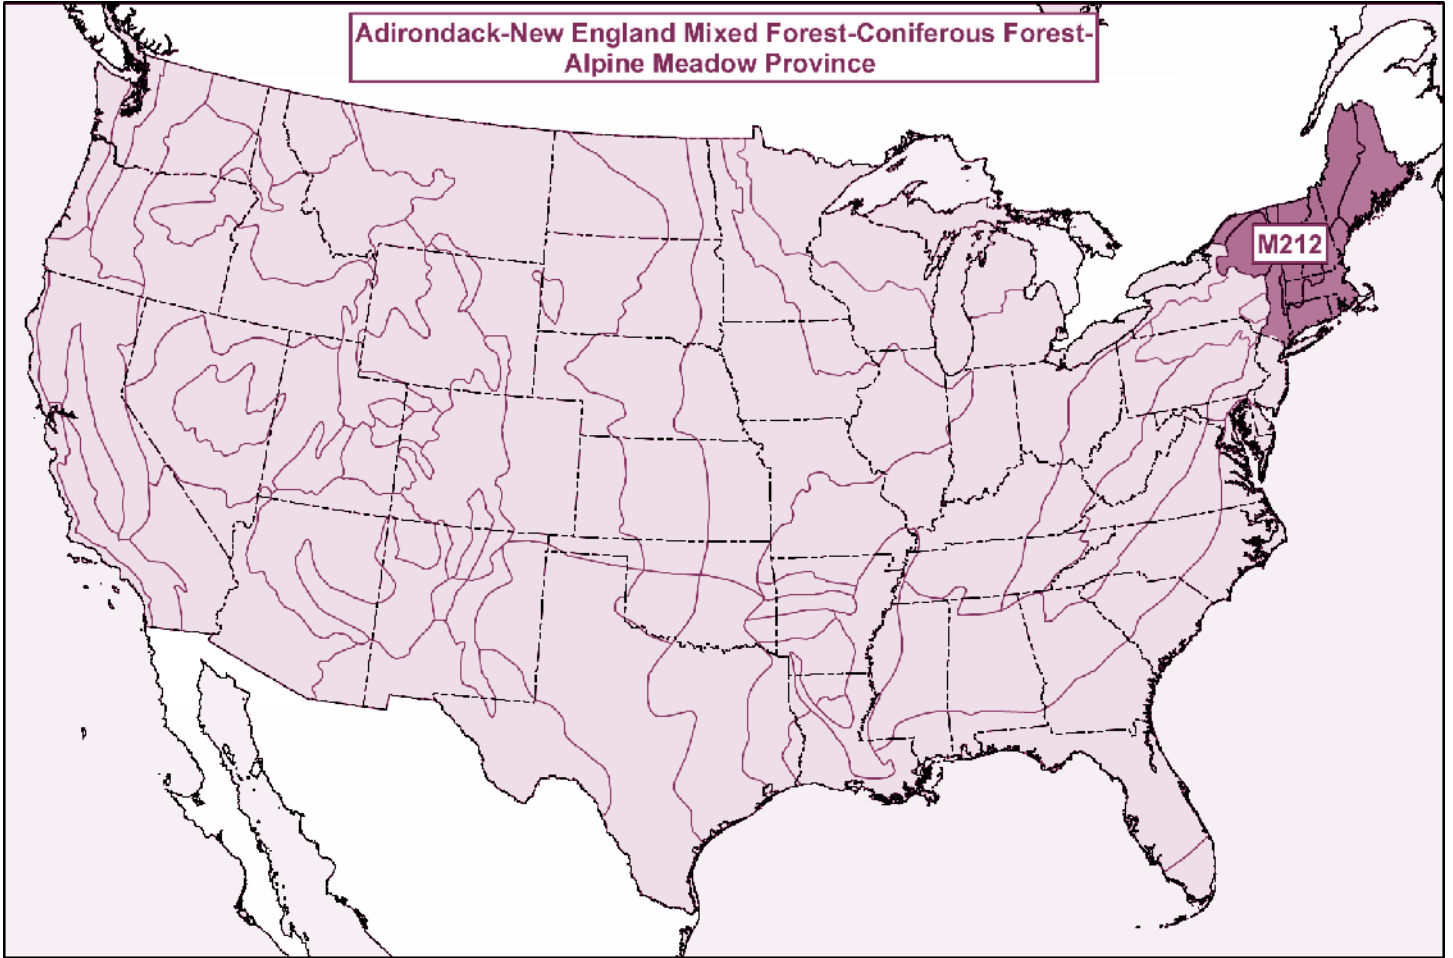 Adirondack-New England Mixed Forest-Coniferous Forest-
Alpine Meadow Province
M212